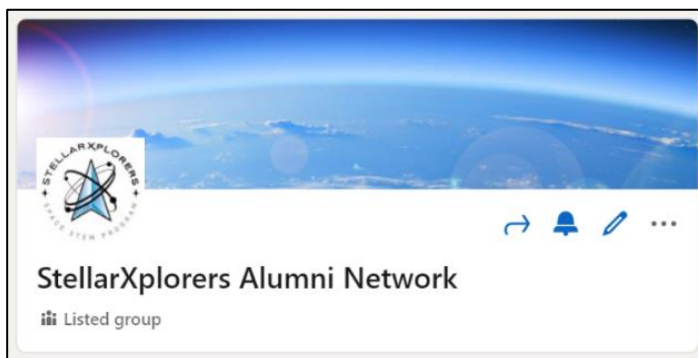 STELLARXPLORERS
SPACE STEM PROGRAM
StellarXplorers Alumni Network
Listed group